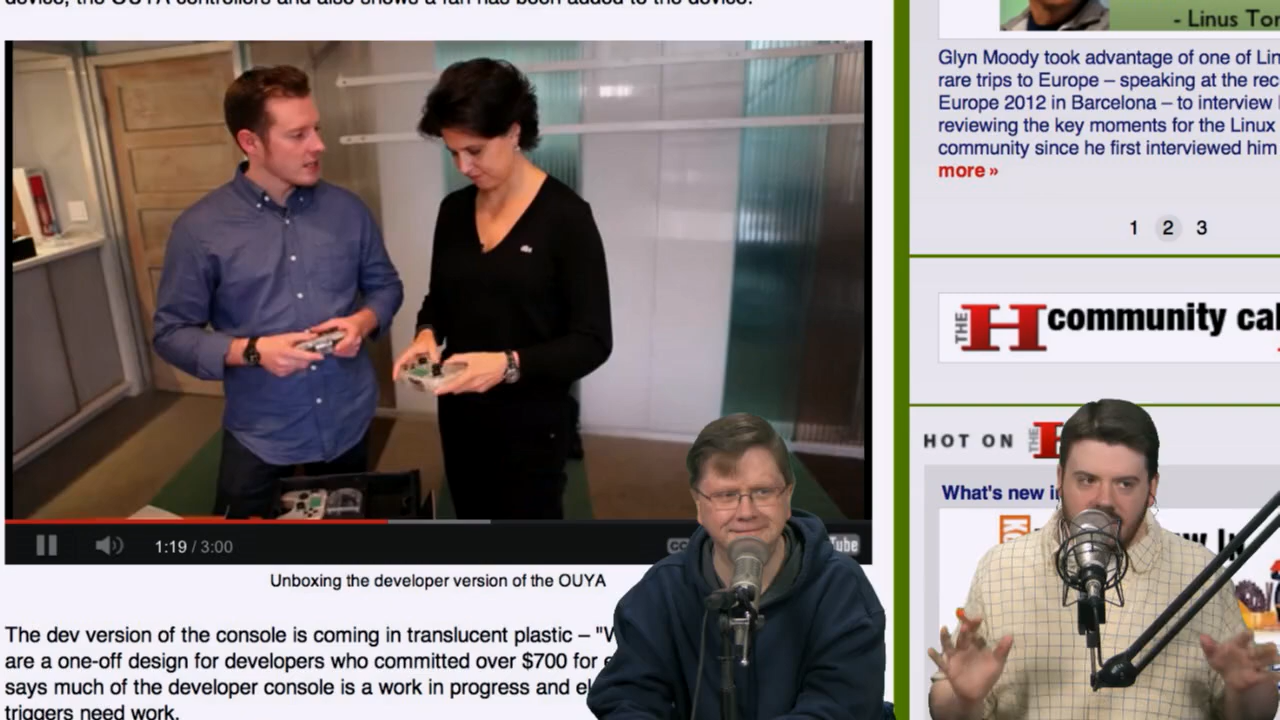 device, the OUYA controllers and also shows a fan has been added to the device.
1:19 / 3:00
CC
Tube
Unboxing the developer version of the OUYA
The dev version of the console is coming in translucent plastic – "W
are a one-off design for developers who committed over $700 for
says much of the developer console is a work in progress and el
triggers need work.
- Linus Tor
Glyn Moody took advantage of one of Lin
rare trips to Europe – speaking at the rec
Europe 2012 in Barcelona – to interview
reviewing the key moments for the Linux
community since he first interviewed him
more »
1 2 3
THE H community cal
HOT ON THE H
What's new i
w In